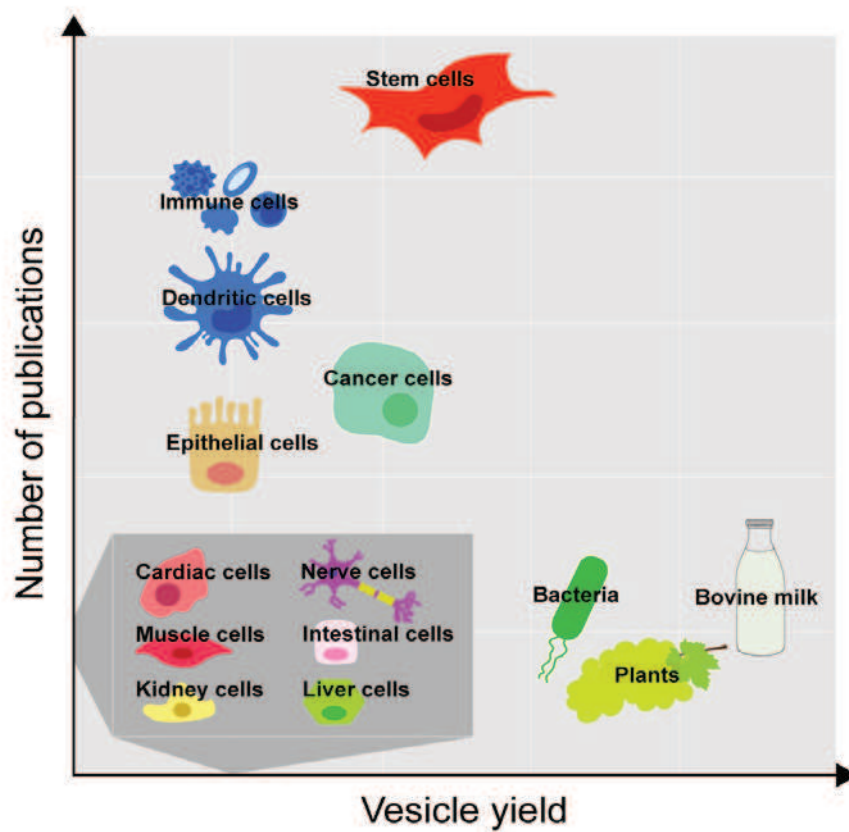 Number of publications
Stem cells
Immune cells
Dendritic cells
Cancer cells
Epithelial cells
Cardiac cells
Nerve cells
Muscle cells
Intestinal cells
Kidney cells
Liver cells
Bacteria
Bovine milk
Plants
Vesicle yield